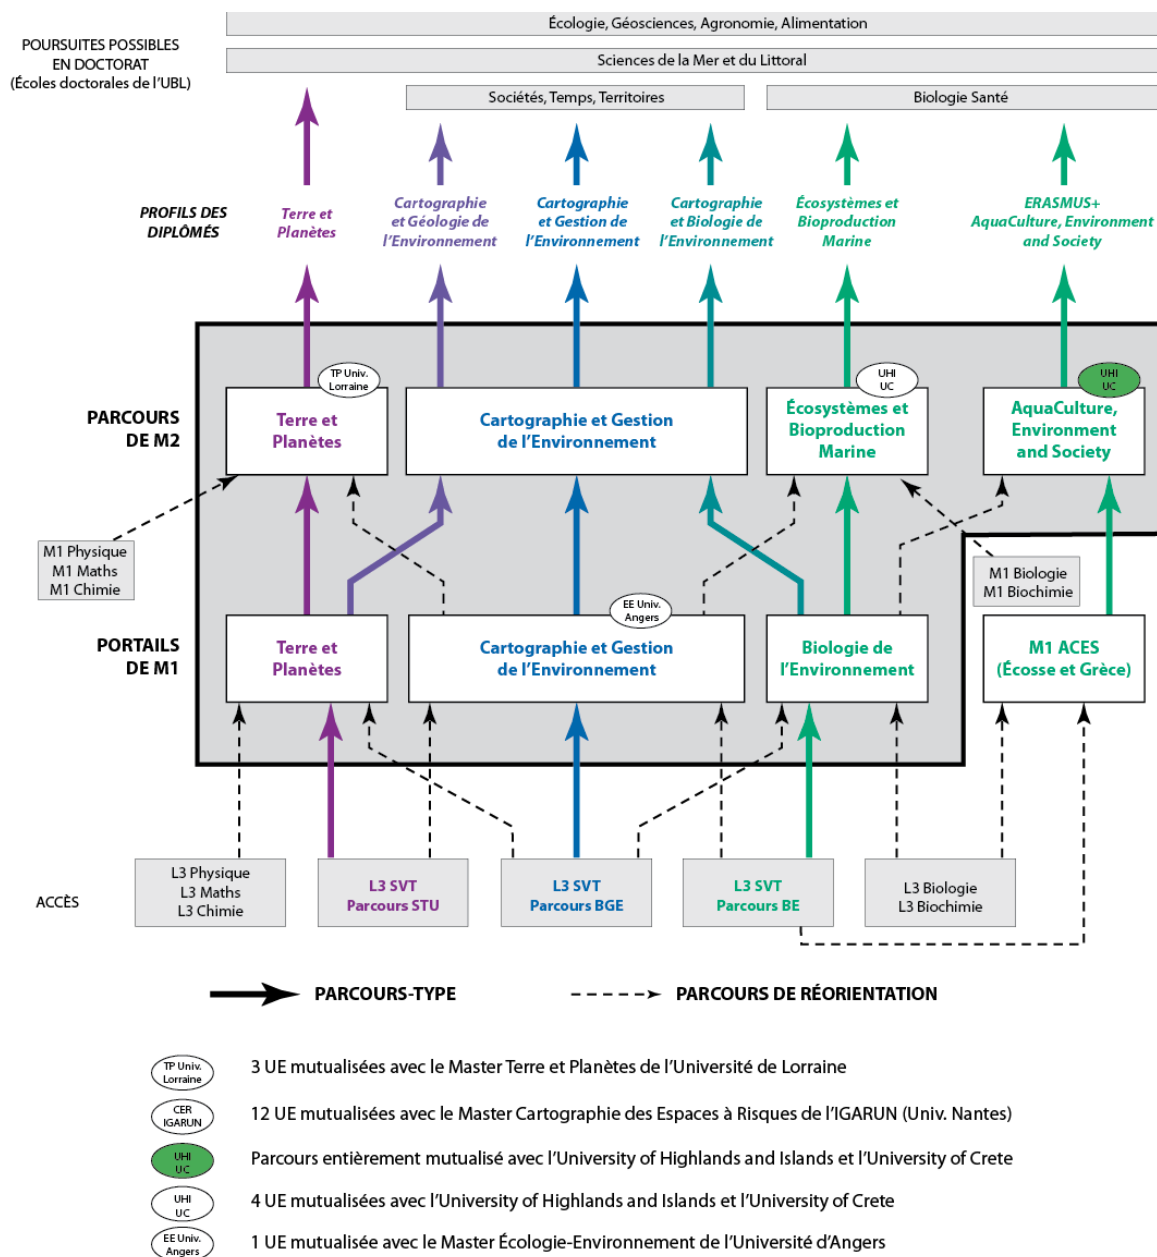 Écologie, Géosciences, Agronomie, Alimentation
POURSUITES POSSIBLES
EN DOCTORAT
(Écoles doctorales de l'UBL)
Sciences de la Mer et du Littoral
Sociétés, Temps, Territoires
Biologie Santé
PROFILS DES
DIPLÔMÉS
Terre et
Planètes
Cartographie
et Géologie de
l'Environnement
Cartographie
et Gestion de
l'Environnement
Cartographie
et Biologie de
l'Environnement
Écosystèmes et
Bioproduction
Marine
ERASMUS+
AquaCulture, Environment
and Society
PARCOURS
DE M2
TP Univ.
Lorraine
Terre et
Planètes
Cartographie et Gestion
de l'Environnement
UHI
UC
Écosystèmes et
Bioproduction
Marine
UHI
UC
AquaCulture,
Environment
and Society
M1 Physique
M1 Maths
M1 Chimie
M1 Biologie
M1 Biochimie
PORTAILS
DE M1
Terre et
Planètes
EE Univ.
Angers
Cartographie et Gestion
de l'Environnement
Biologie de
l'Environnement
M1 ACES
(Écosse et Grèce)
ACCÈS
L3 Physique
L3 Maths
L3 Chimie
L3 SVT
Parcours STU
L3 SVT
Parcours BGE
L3 SVT
Parcours BE
L3 Biologie
L3 Biochimie
PARCOURS-TYPE
PARCOURS DE RÉORIENTATION
TP Univ.
Lorraine
3 UE mutualisées avec le Master Terre et Planètes de l'Université de Lorraine
CER
IGARUN
12 UE mutualisées avec le Master Cartographie des Espaces à Risques de l'IGARUN (Univ. Nantes)
UHI
UC
Parcours entièrement mutualisé avec l'University of Highlands and Islands et l'University of Crete
UHI
UC
4 UE mutualisées avec l'University of Highlands and Islands et l'University of Crete
EE Univ.
Angers
1 UE mutualisée avec le Master Écologie-Environnement de l'Université d'Angers